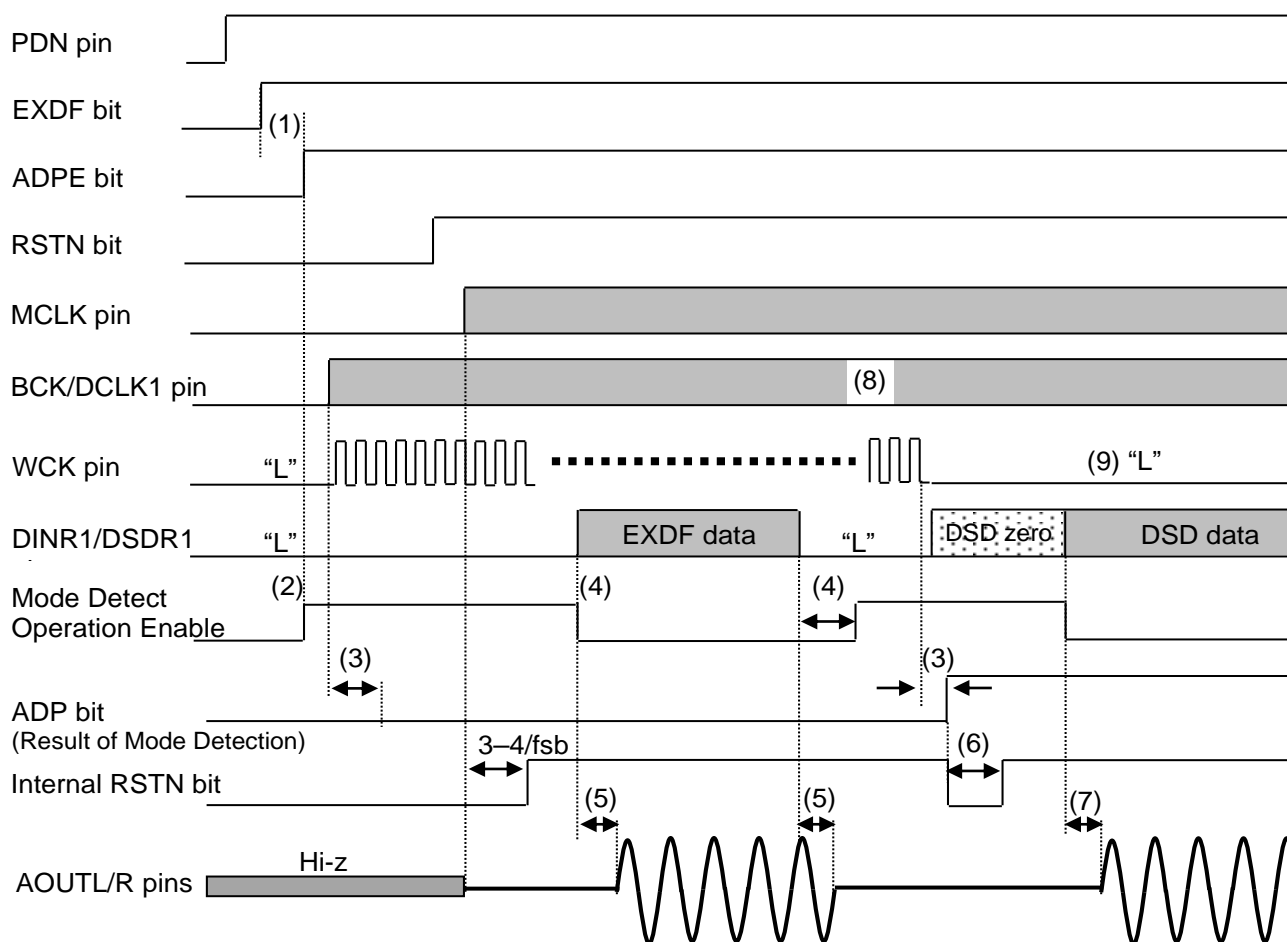 PDN pin
EXDF bit
(1)
ADPE bit
RSTN bit
MCLK pin
BCK/DCLK1 pin
(8)
WCK pin
“L”
(9) “L”
DINR1/DSDR1
“L”
EXDF data
“L”
DSD zero
DSD data
Mode Detect
Operation Enable
(2)
(4)
(4)
(3)
(3)
ADP bit
(Result of Mode Detection)
3–4/fsb
(6)
Internal RSTN bit
(5)
(5)
(7)
Hi-z
AOUTL/R pins